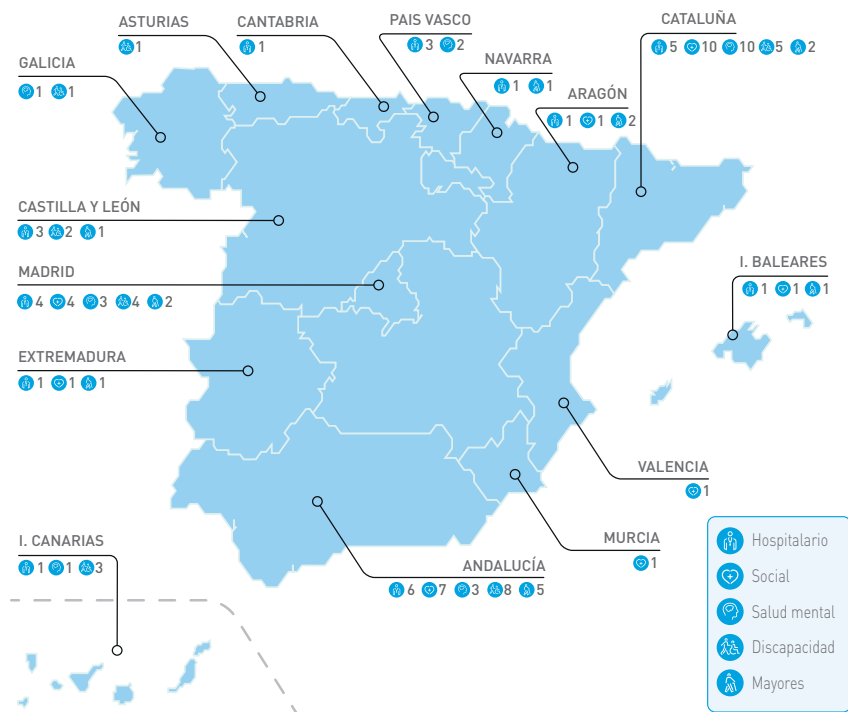 ASTURIAS
1
CANTABRIA
1
PAIS VASCO
3 2
CATALUÑA
5 10 10 5 2
GALICIA
1 1
NAVARRA
1 1
ARAGÓN
1 1 2
CASTILLA Y LEÓN
3 2 1
MADRID
4 4 3 4 2
I. BALEARES
1 1 1
EXTREMADURA
1 1 1
VALENCIA
1
I. CANARIAS
1 1 3
ANDALUCÍA
6 7 3 8 5
MURCIA
1
Hospitalario
Social
Salud mental
Discapacidad
Mayores